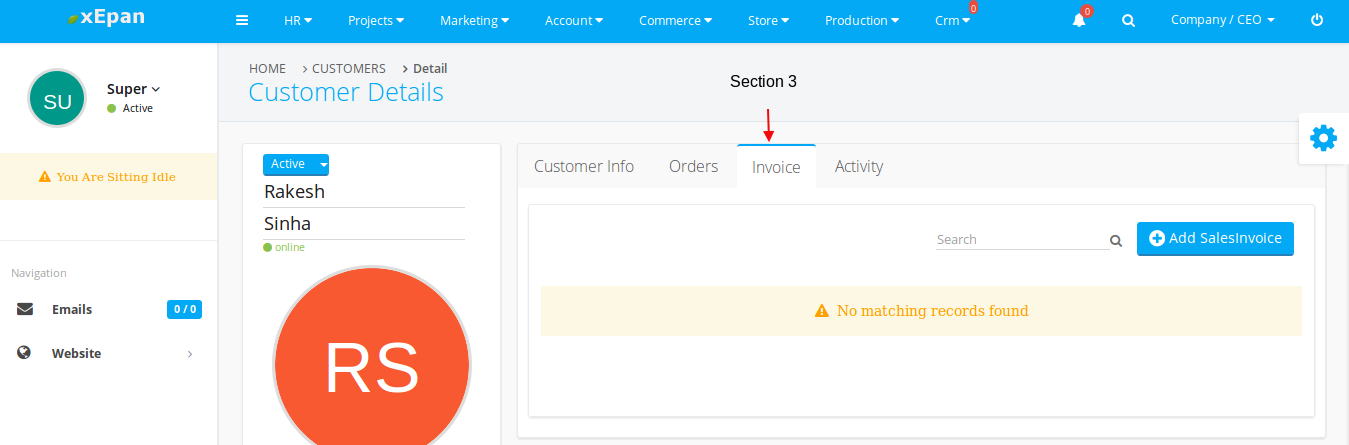 xEpan
HR
Projects
Marketing
Account
Commerce
Store
Production
Crm
0
0
Company / CEO
SU
Super
Active
You Are Sitting Idle
Navigation
Emails
0 / 0
Website
HOME > CUSTOMERS > Detail
Customer Details
Section 3
Active
Rakesh
Sinha
online
RS
Customer Info
Orders
Invoice
Activity
Search
Add SalesInvoice
No matching records found